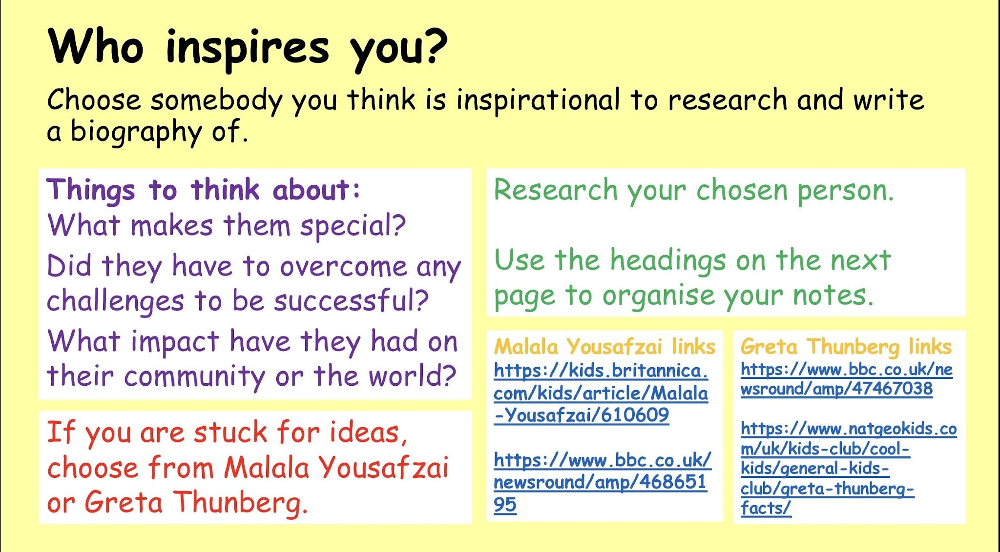 Who inspires you?
Choose somebody you think is inspirational to research and write
a biography of.
Things to think about:
What makes them special?
Did they have to overcome any
challenges to be successful?
What impact have they had on
their community or the world?
If you are stuck for ideas,
choose from Malala Yousafzai
or Greta Thunberg.
Research your chosen person.
Use the headings on the next
page to organise your notes.
Malala Yousafzai links
https://kids.britannica.
com/kids/article/Malala
-Yousafzai/610609
https://www.bbc.co.uk/
newsround/amp/468651
95
Greta Thunberg links
https://www.bbc.co.uk/ne
wsround/amp/47467038
https://www.natgeokids.co
m/uk/kids-club/cool-
kids/general-kids-
club/greta-thunberg-
facts/